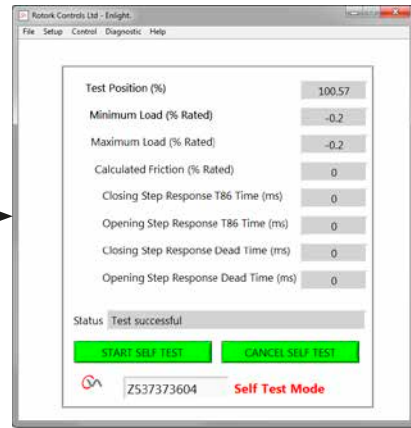 Rotork Controls Ltd - Enlight.
File Setup Control Diagnostic Help
Test Position (%) 100.57
Minimum Load (% Rated) -0.2
Maximum Load (% Rated) -0.2
Calculated Friction (% Rated) 0
Closing Step Response T86 Time (ms) 0
Opening Step Response T86 Time (ms) 0
Closing Step Response Dead Time (ms) 0
Opening Step Response Dead Time (ms) 0
Status Test successful
START SELF TEST CANCEL SELF TEST
Z537373604 Self Test Mode